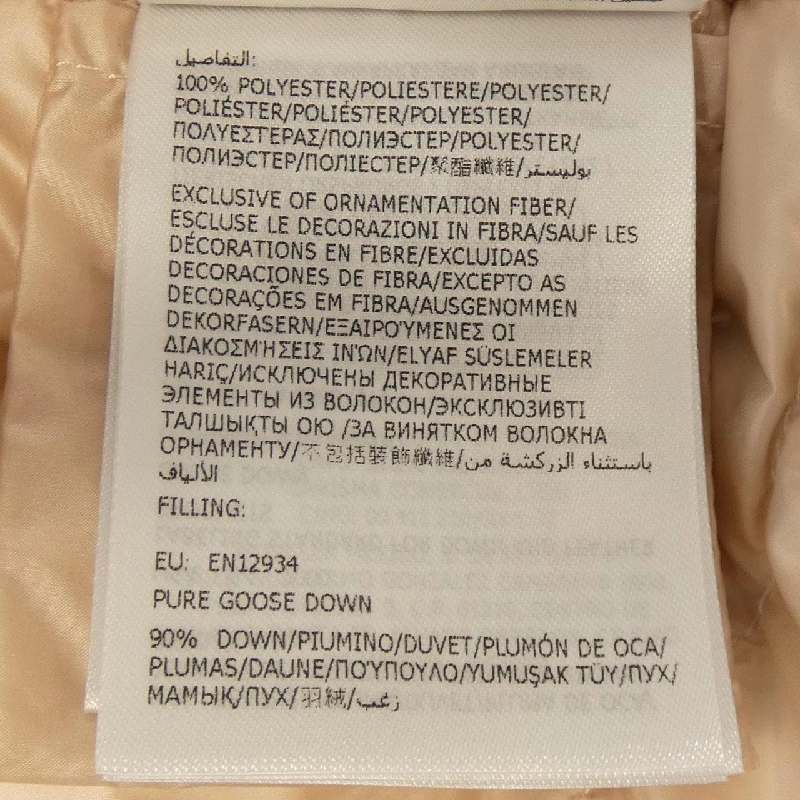 التفاصيل:
100% POLYESTER/POLIESTERE/POLYESTER/
POLIÉSTER/POLIÉSTER/POLYESTER/
ΠΟΛΥΕΣΤΕΡΑΣ/ПОЛИЭСТЕР/POLYESTER/
ПОЛИЭСТЕР/ПОЛІЕСТЕР/聚酯纖維/بوليستر
EXCLUSIVE OF ORNAMENTATION FIBER/
ESCLUSE LE DECORAZIONI IN FIBRA/SAUF LES
DÉCORATIONS EN FIBRE/EXCLUIDAS
DECORACIONES DE FIBRA/EXCEPTO AS
DECORAÇÕES EM FIBRA/AUSGENOMMEN
DEKORFASERN/ΕΞΑΙΡΟΎΜΕΝΕΣ ΟΙ
ΔΙΑΚΟΣΜΉΣΕΙΣ ΙΝΏΝ/ELYAF SÜSLEMELER
HARIÇ/ИСКЛЮЧЕНЫ ДЕКОРАТИВНЫЕ
ЭЛЕМЕНТЫ ИЗ ВОЛОКОН/ЭКСКЛЮЗИВТІ
ТАЛШЫҚТЫ ОЮ /ЗА ВИНЯТКОМ ВОЛОКНА
ОРНАМЕНТУ/不包括裝飾纖維/باستثناء الزركشة من
الألياف
FILLING:
EU: EN12934
PURE GOOSE DOWN
90% DOWN/PIUMINO/DUVET/PLUMÓN DE OCA/
PLUMAS/DAUNE/ΠΟΎΠΟΥΛΟ/YUMUŞAK TÜY/ПУХ/
МАМЫҚ/ПУХ/羽絨/زغب